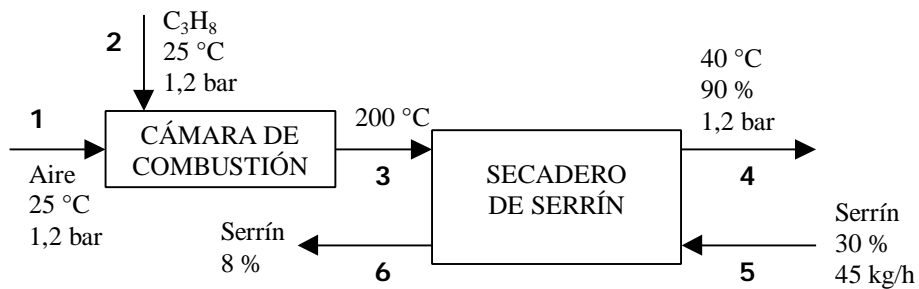 2
C₃H₈
25 °C
1,2 bar
40 °C
90 %
1,2 bar
1
CÁMARA DE
COMBUSTIÓN
200 °C
3
SECADERO
DE SERRÍN
4
Aire
25 °C
1,2 bar
Serrín
8 %
6
5
Serrín
30 %
45 kg/h